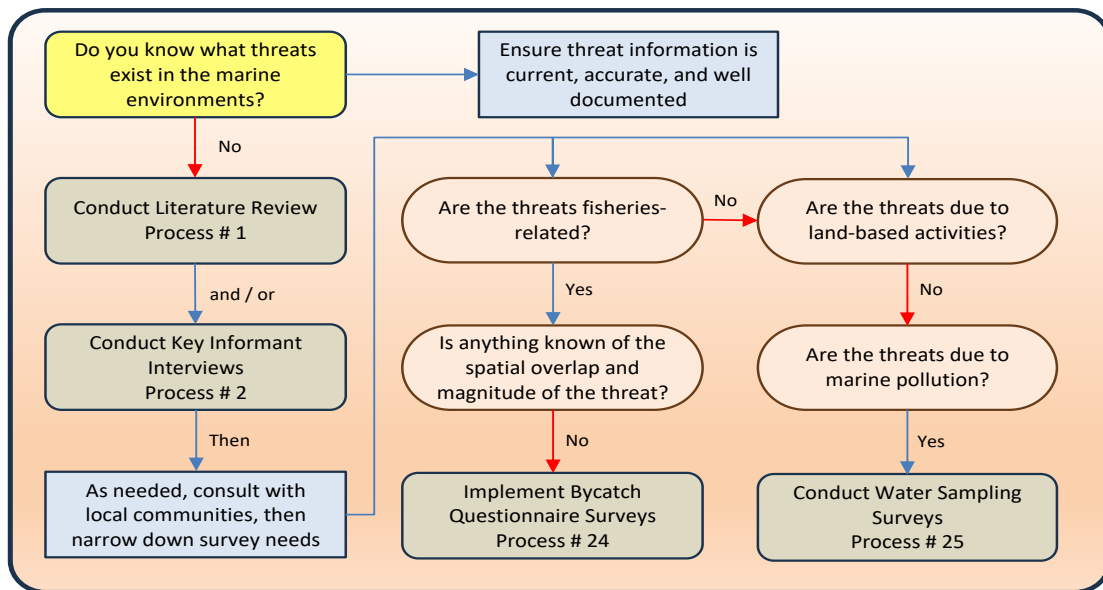 Do you know what threats
exist in the marine
environments?
Ensure threat information is
current, accurate, and well
documented
No
Conduct Literature Review
Process # 1
and / or
Conduct Key Informant
Interviews
Process # 2
Then
As needed, consult with
local communities, then
narrow down survey needs
Are the threats fisheries-
related?
No
Yes
Is anything known of the
spatial overlap and
magnitude of the threat?
No
Implement Bycatch
Questionnaire Surveys
Process # 24
Are the threats due to
land-based activities?
No
Are the threats due to
marine pollution?
Yes
Conduct Water Sampling
Surveys
Process # 25